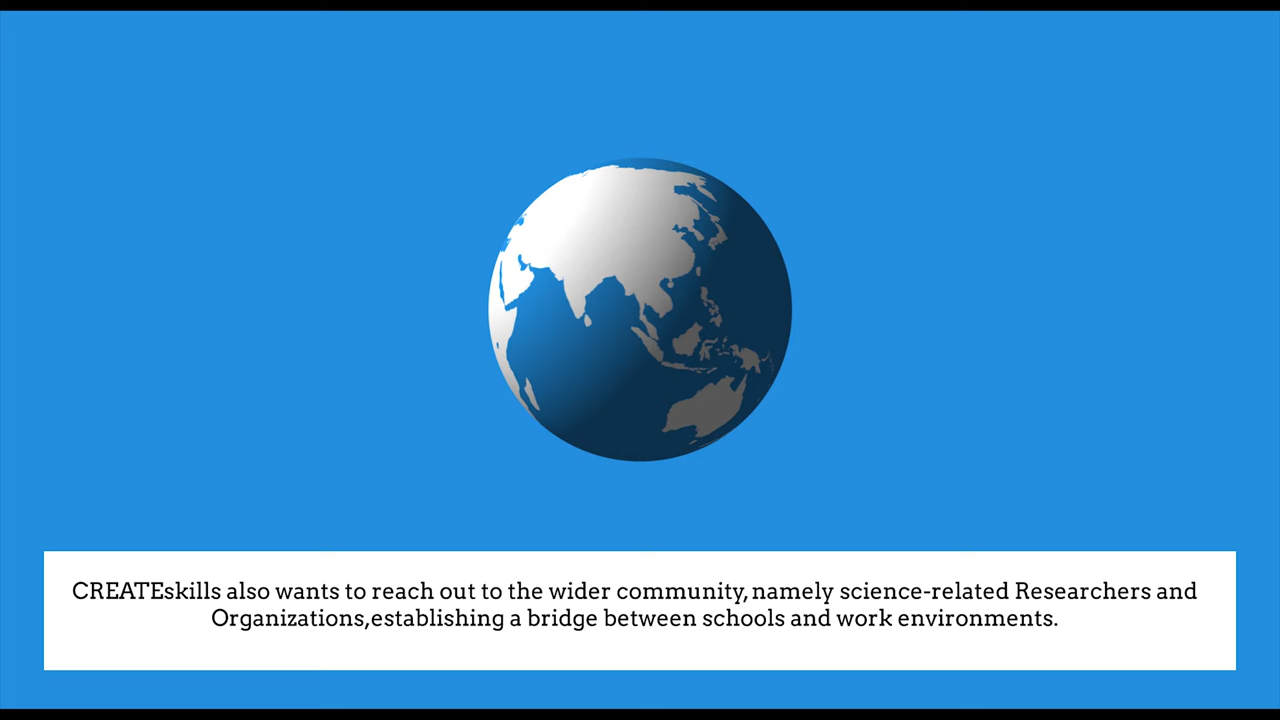 CREATEskills also wants to reach out to the wider community, namely science-related Researchers and
Organizations,establishing a bridge between schools and work environments.